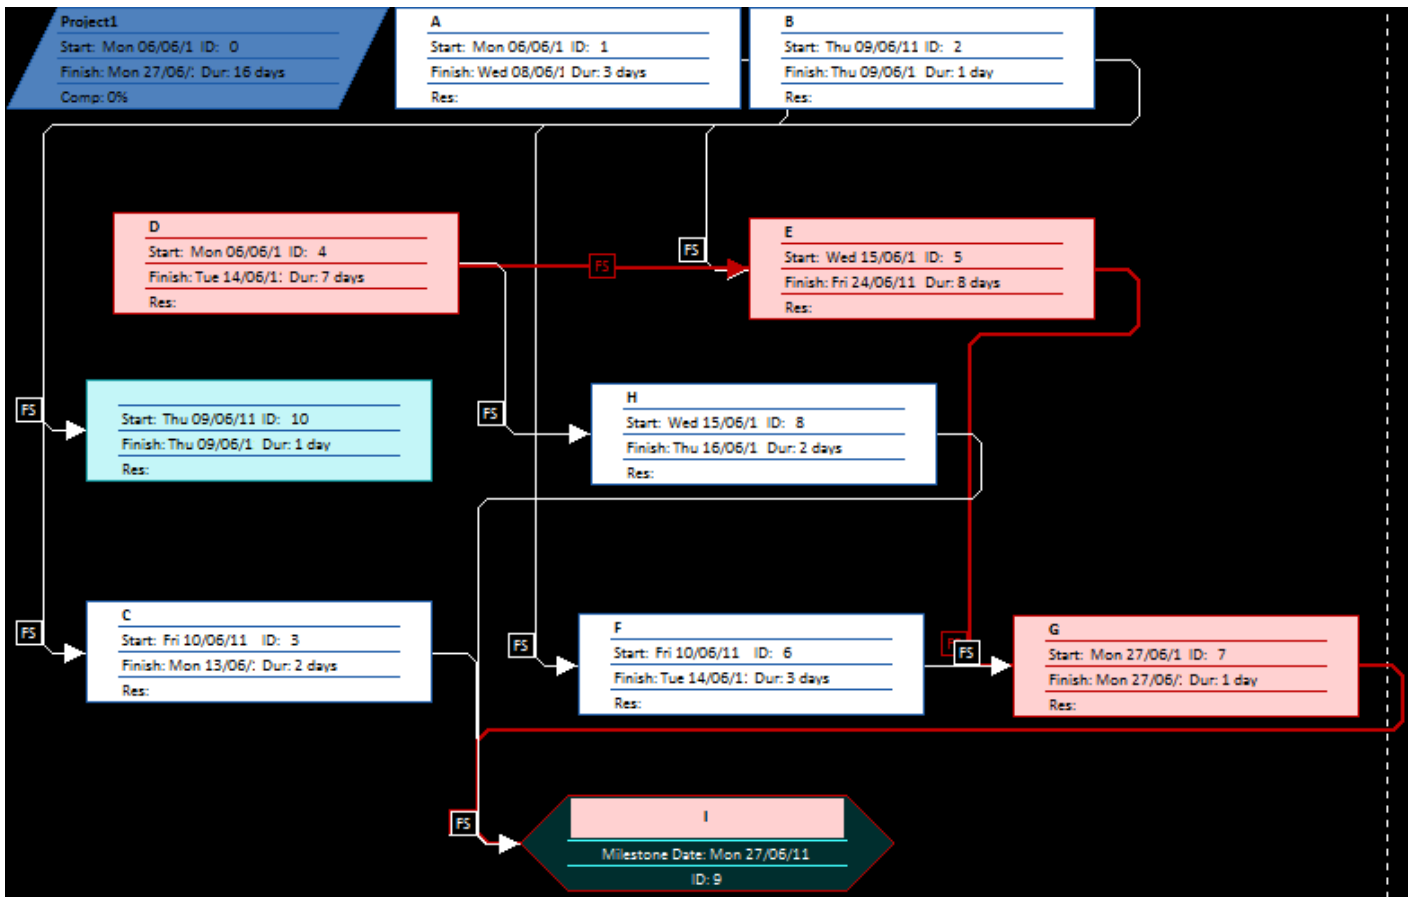 Project1
Start: Mon 06/06/1 ID: 0
Finish: Mon 27/06/: Dur: 16 days
Comp: 0%
A
Start: Mon 06/06/1 ID: 1
Finish: Wed 08/06/1 Dur: 3 days
Res:
B
Start: Thu 09/06/11 ID: 2
Finish: Thu 09/06/1 Dur: 1 day
Res:
D
Start: Mon 06/06/1 ID: 4
Finish: Tue 14/06/1: Dur: 7 days
Res:
FS
FS
E
Start: Wed 15/06/1 ID: 5
Finish: Fri 24/06/11 Dur: 8 days
Res:
FS
Start: Thu 09/06/11 ID: 10
Finish: Thu 09/06/1 Dur: 1 day
Res:
FS
H
Start: Wed 15/06/1 ID: 8
Finish: Thu 16/06/1 Dur: 2 days
Res:
FS
C
Start: Fri 10/06/11 ID: 3
Finish: Mon 13/06/: Dur: 2 days
Res:
FS
F
Start: Fri 10/06/11 ID: 6
Finish: Tue 14/06/1: Dur: 3 days
Res:
FS
G
Start: Mon 27/06/1 ID: 7
Finish: Mon 27/06/: Dur: 1 day
Res:
FS
I
Milestone Date: Mon 27/06/11
ID: 9